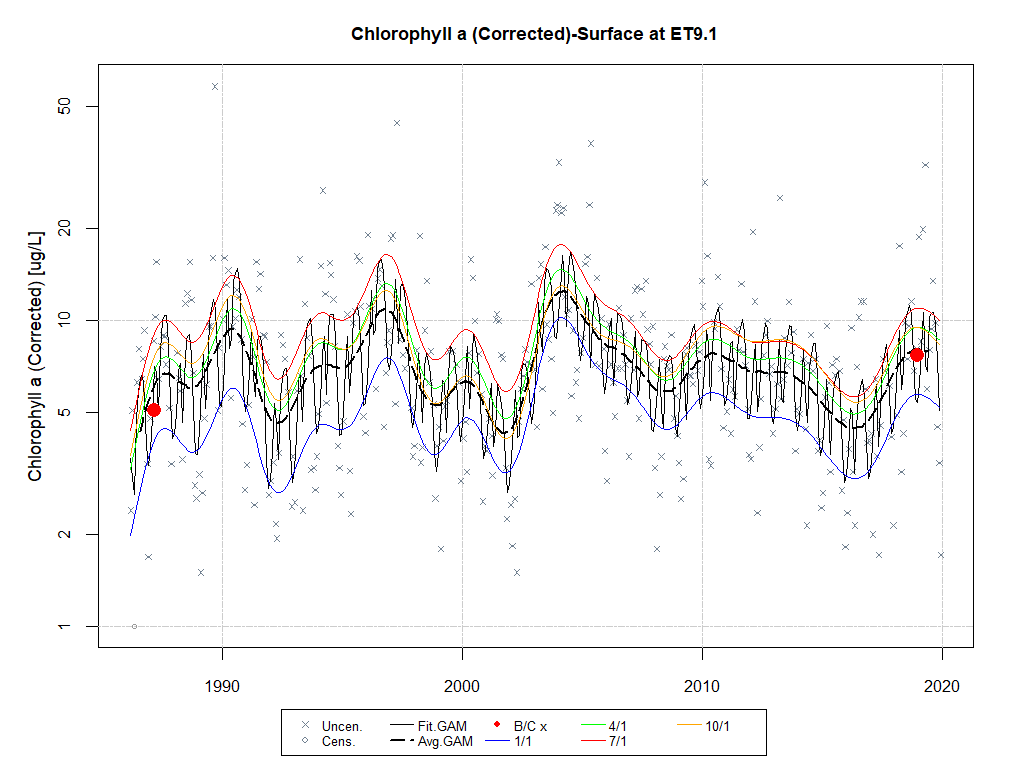 Chlorophyll a (Corrected)-Surface at ET9.1
Chlorophyll a (Corrected) [ug/L]
50
20
10
5
2
1
1990 2000 2010 2020
Uncen. Fit.GAM B/C x 4/1 10/1
Cens. Avg.GAM 1/1 7/1